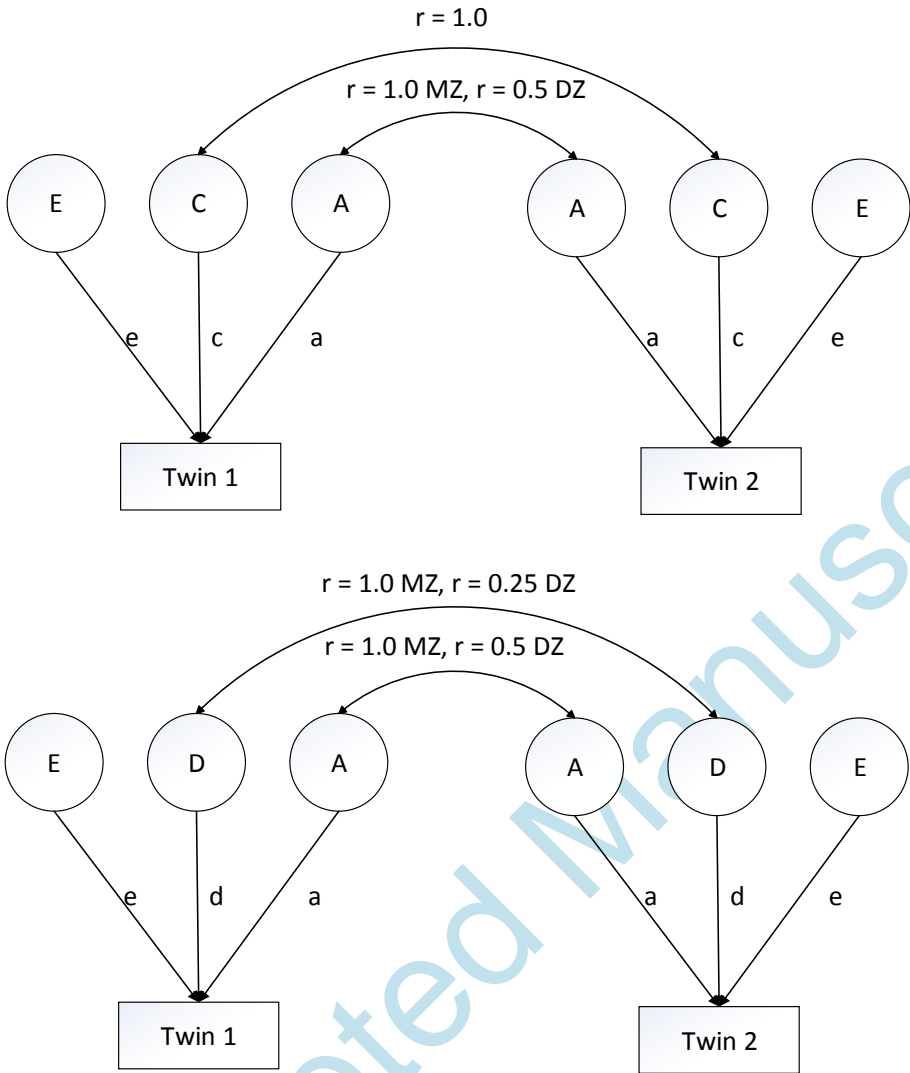 r = 1.0
r = 1.0 MZ, r = 0.5 DZ
E C A A C E
e c a a c e
Twin 1 Twin 2
r = 1.0 MZ, r = 0.25 DZ
r = 1.0 MZ, r = 0.5 DZ
E D A A D E
e d a a d e
Twin 1 Twin 2